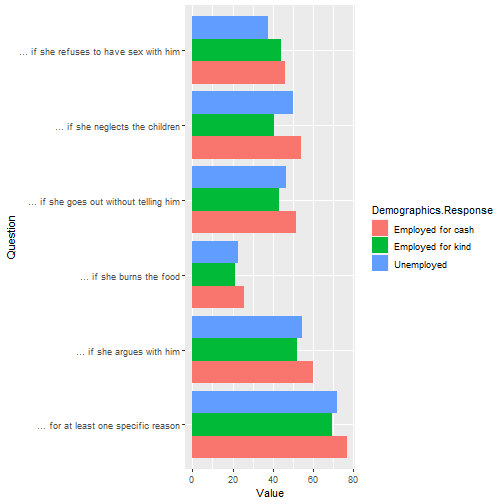 Question
... if she refuses to have sex with him
... if she neglects the children
... if she goes out without telling him
... if she burns the food
... if she argues with him
... for at least one specific reason
0 20 40 60 80
Value
Demographics.Response
Employed for cash
Employed for kind
Unemployed